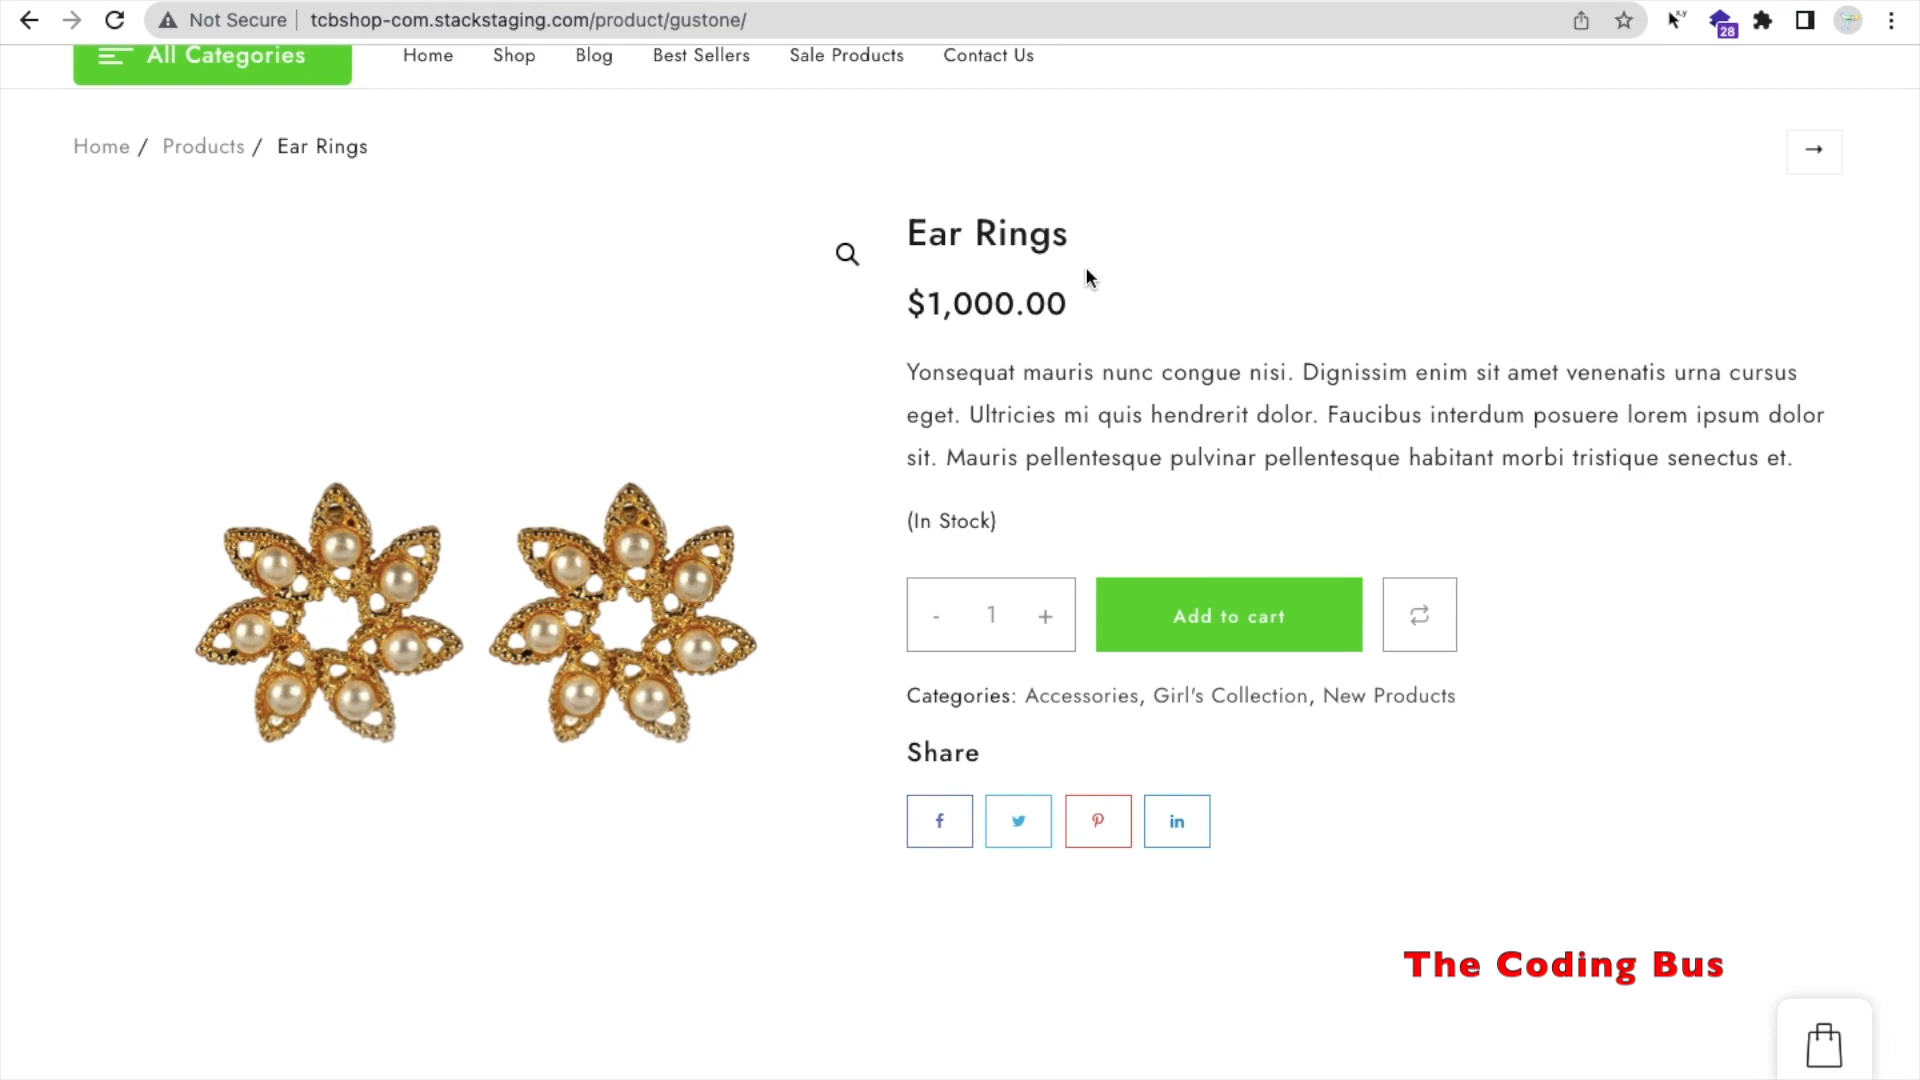 Not Secure
tcbshop-com.stackstaging.com/product/gustone/
28
All Categories
Home
Shop
Blog
Best Sellers
Sale Products
Contact Us
Home / Products / Ear Rings
Ear Rings
$1,000.00
Yonsequat mauris nunc congue nisi. Dignissim enim sit amet venenatis urna cursus
eget. Ultricies mi quis hendrerit dolor. Faucibus interdum posuere lorem ipsum dolor
sit. Mauris pellentesque pulvinar pellentesque habitant morbi tristique senectus et.
(In Stock)
- 1 +
Add to cart
Categories: Accessories, Girl's Collection, New Products
Share
The Coding Bus